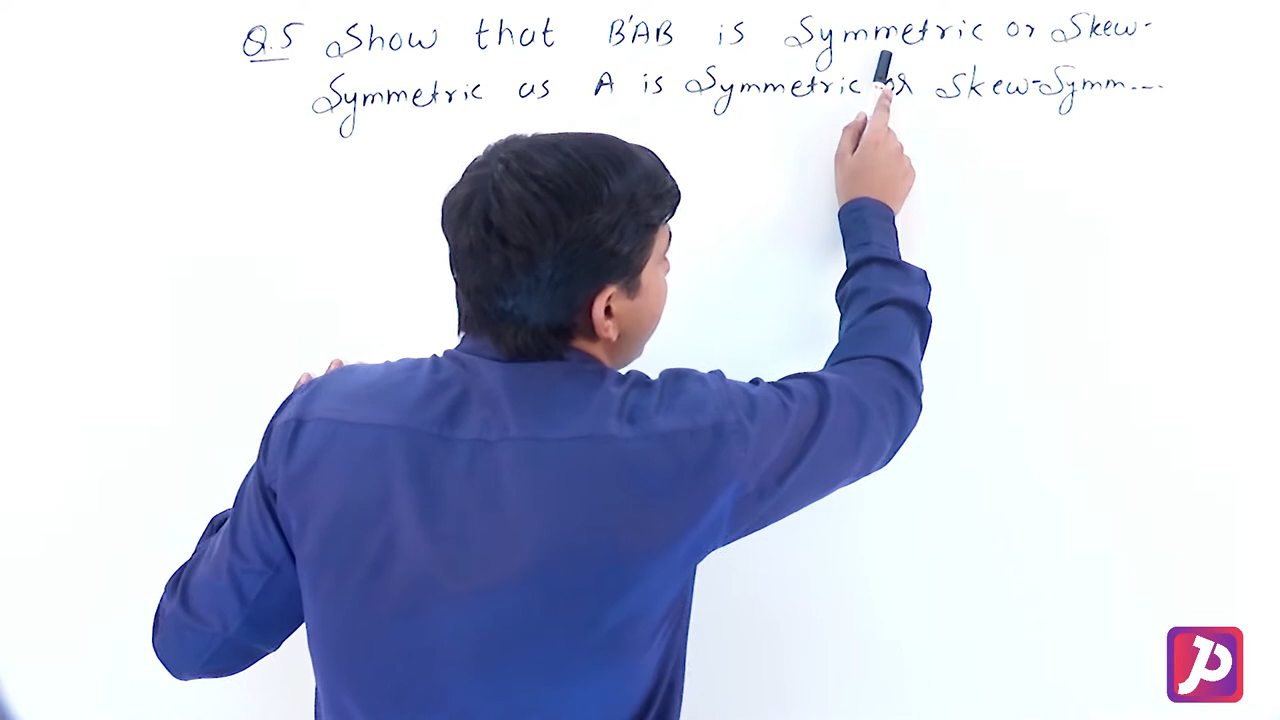 Q.5 Show that B'AB is Symmetric or Skew-
Symmetric as A is Symmetric or Skew-Symm...